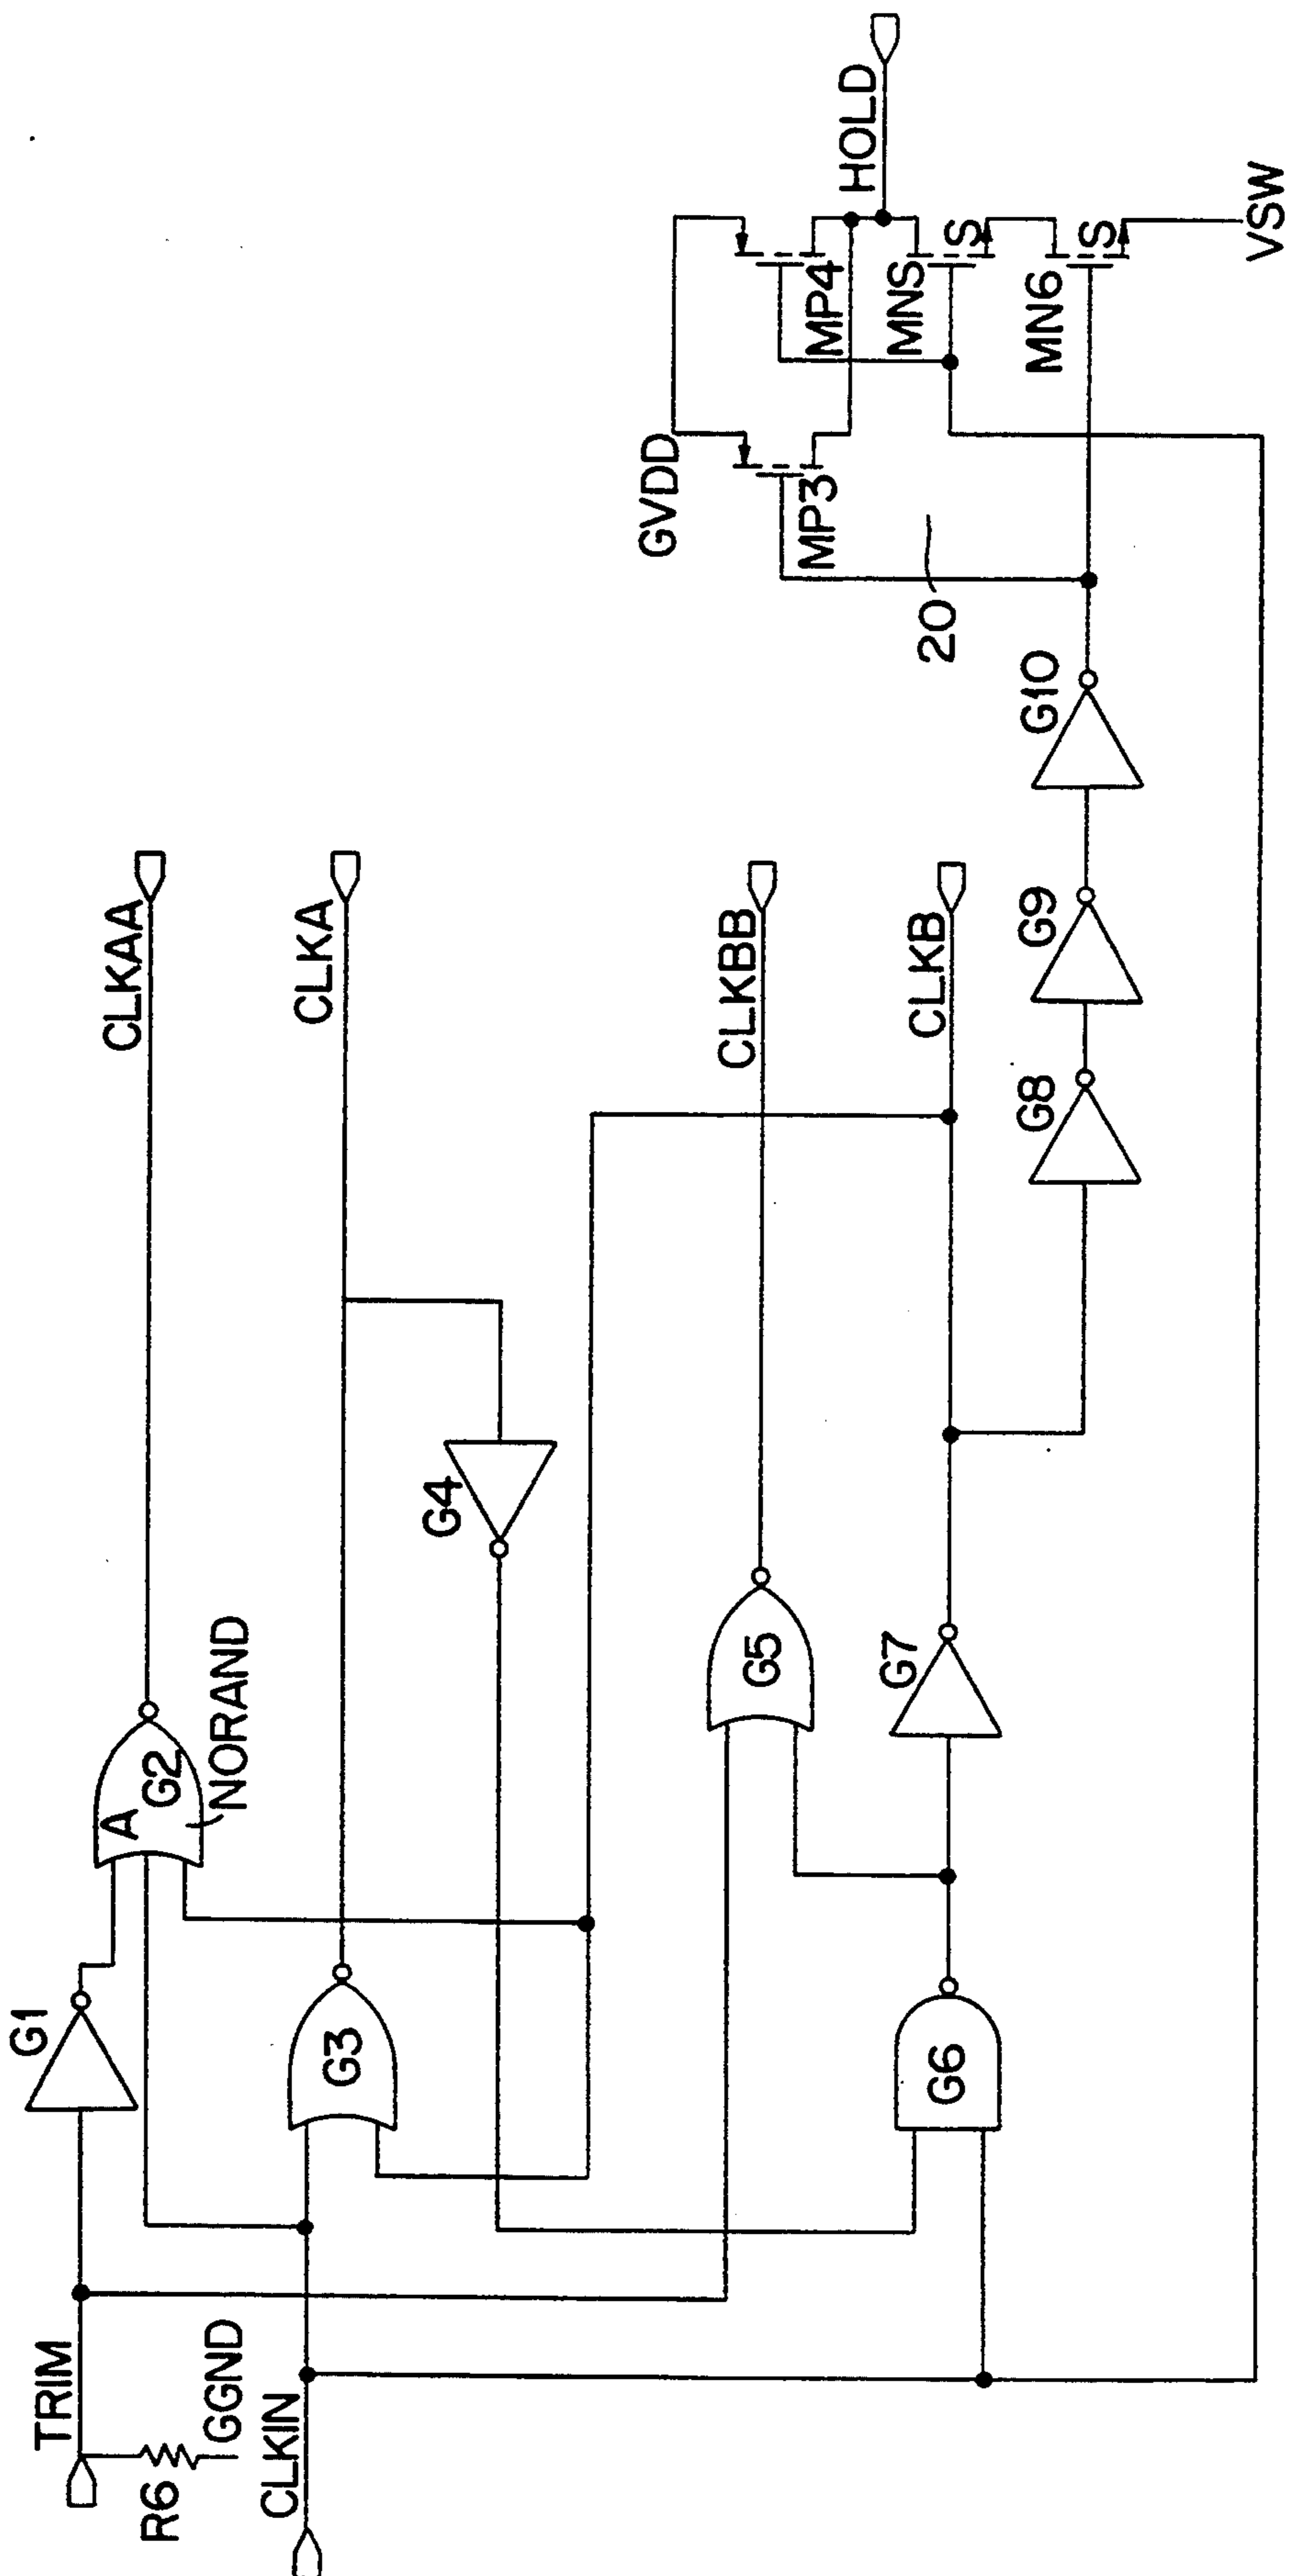 TRIM
R6
GGND
CLKIN
G1
A
G2
NORAND
CLKAA
G3
CLKA
G4
G5
CLKBB
G6
G7
CLKB
G8
G9
G10
20
GVDD
MP3
MP4
HOLD
MNS
S
MN6
S
VSW